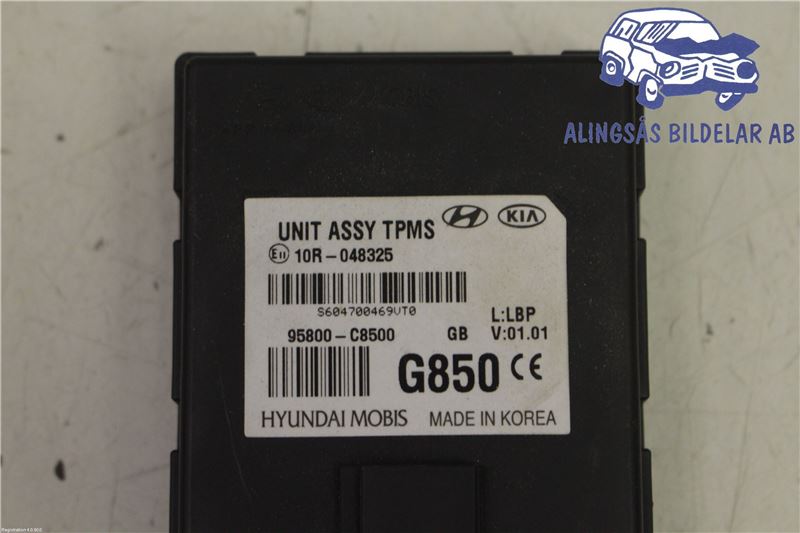 ALINGSÅS BILDELAR AB
UNIT ASSY TPMS
KIA
E11 10R-048325
S604700469VT0
L:LBP
95800-C8500 GB V:01.01
G850 CE
HYUNDAI MOBIS MADE IN KOREA